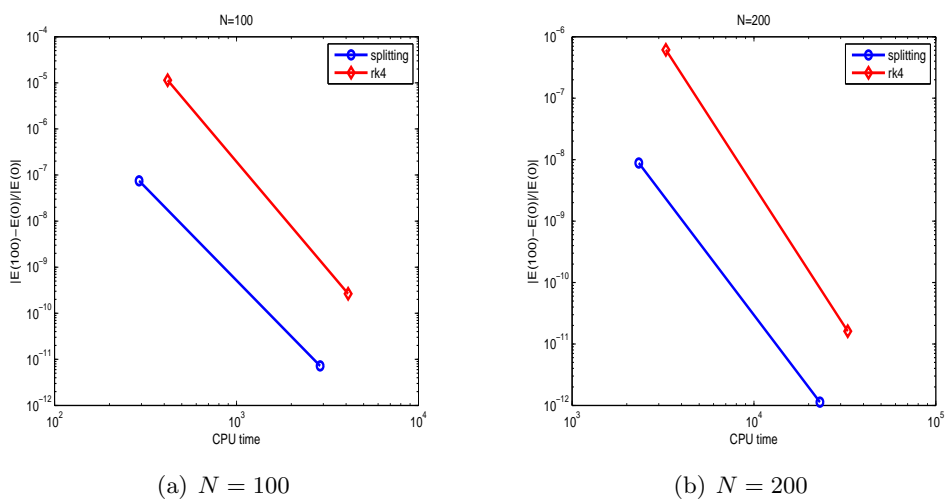 N=100
10^-4
10^-5
10^-6
10^-7
10^-8
10^-9
10^-10
10^-11
10^-12
|E(100)−E(0)|/|E(0)|
splitting
rk4
10^2
10^3
10^4
CPU time
(a) N = 100
N=200
10^-6
10^-7
10^-8
10^-9
10^-10
10^-11
10^-12
|E(100)−E(0)|/|E(0)|
splitting
rk4
10^3
10^4
10^5
CPU time
(b) N = 200